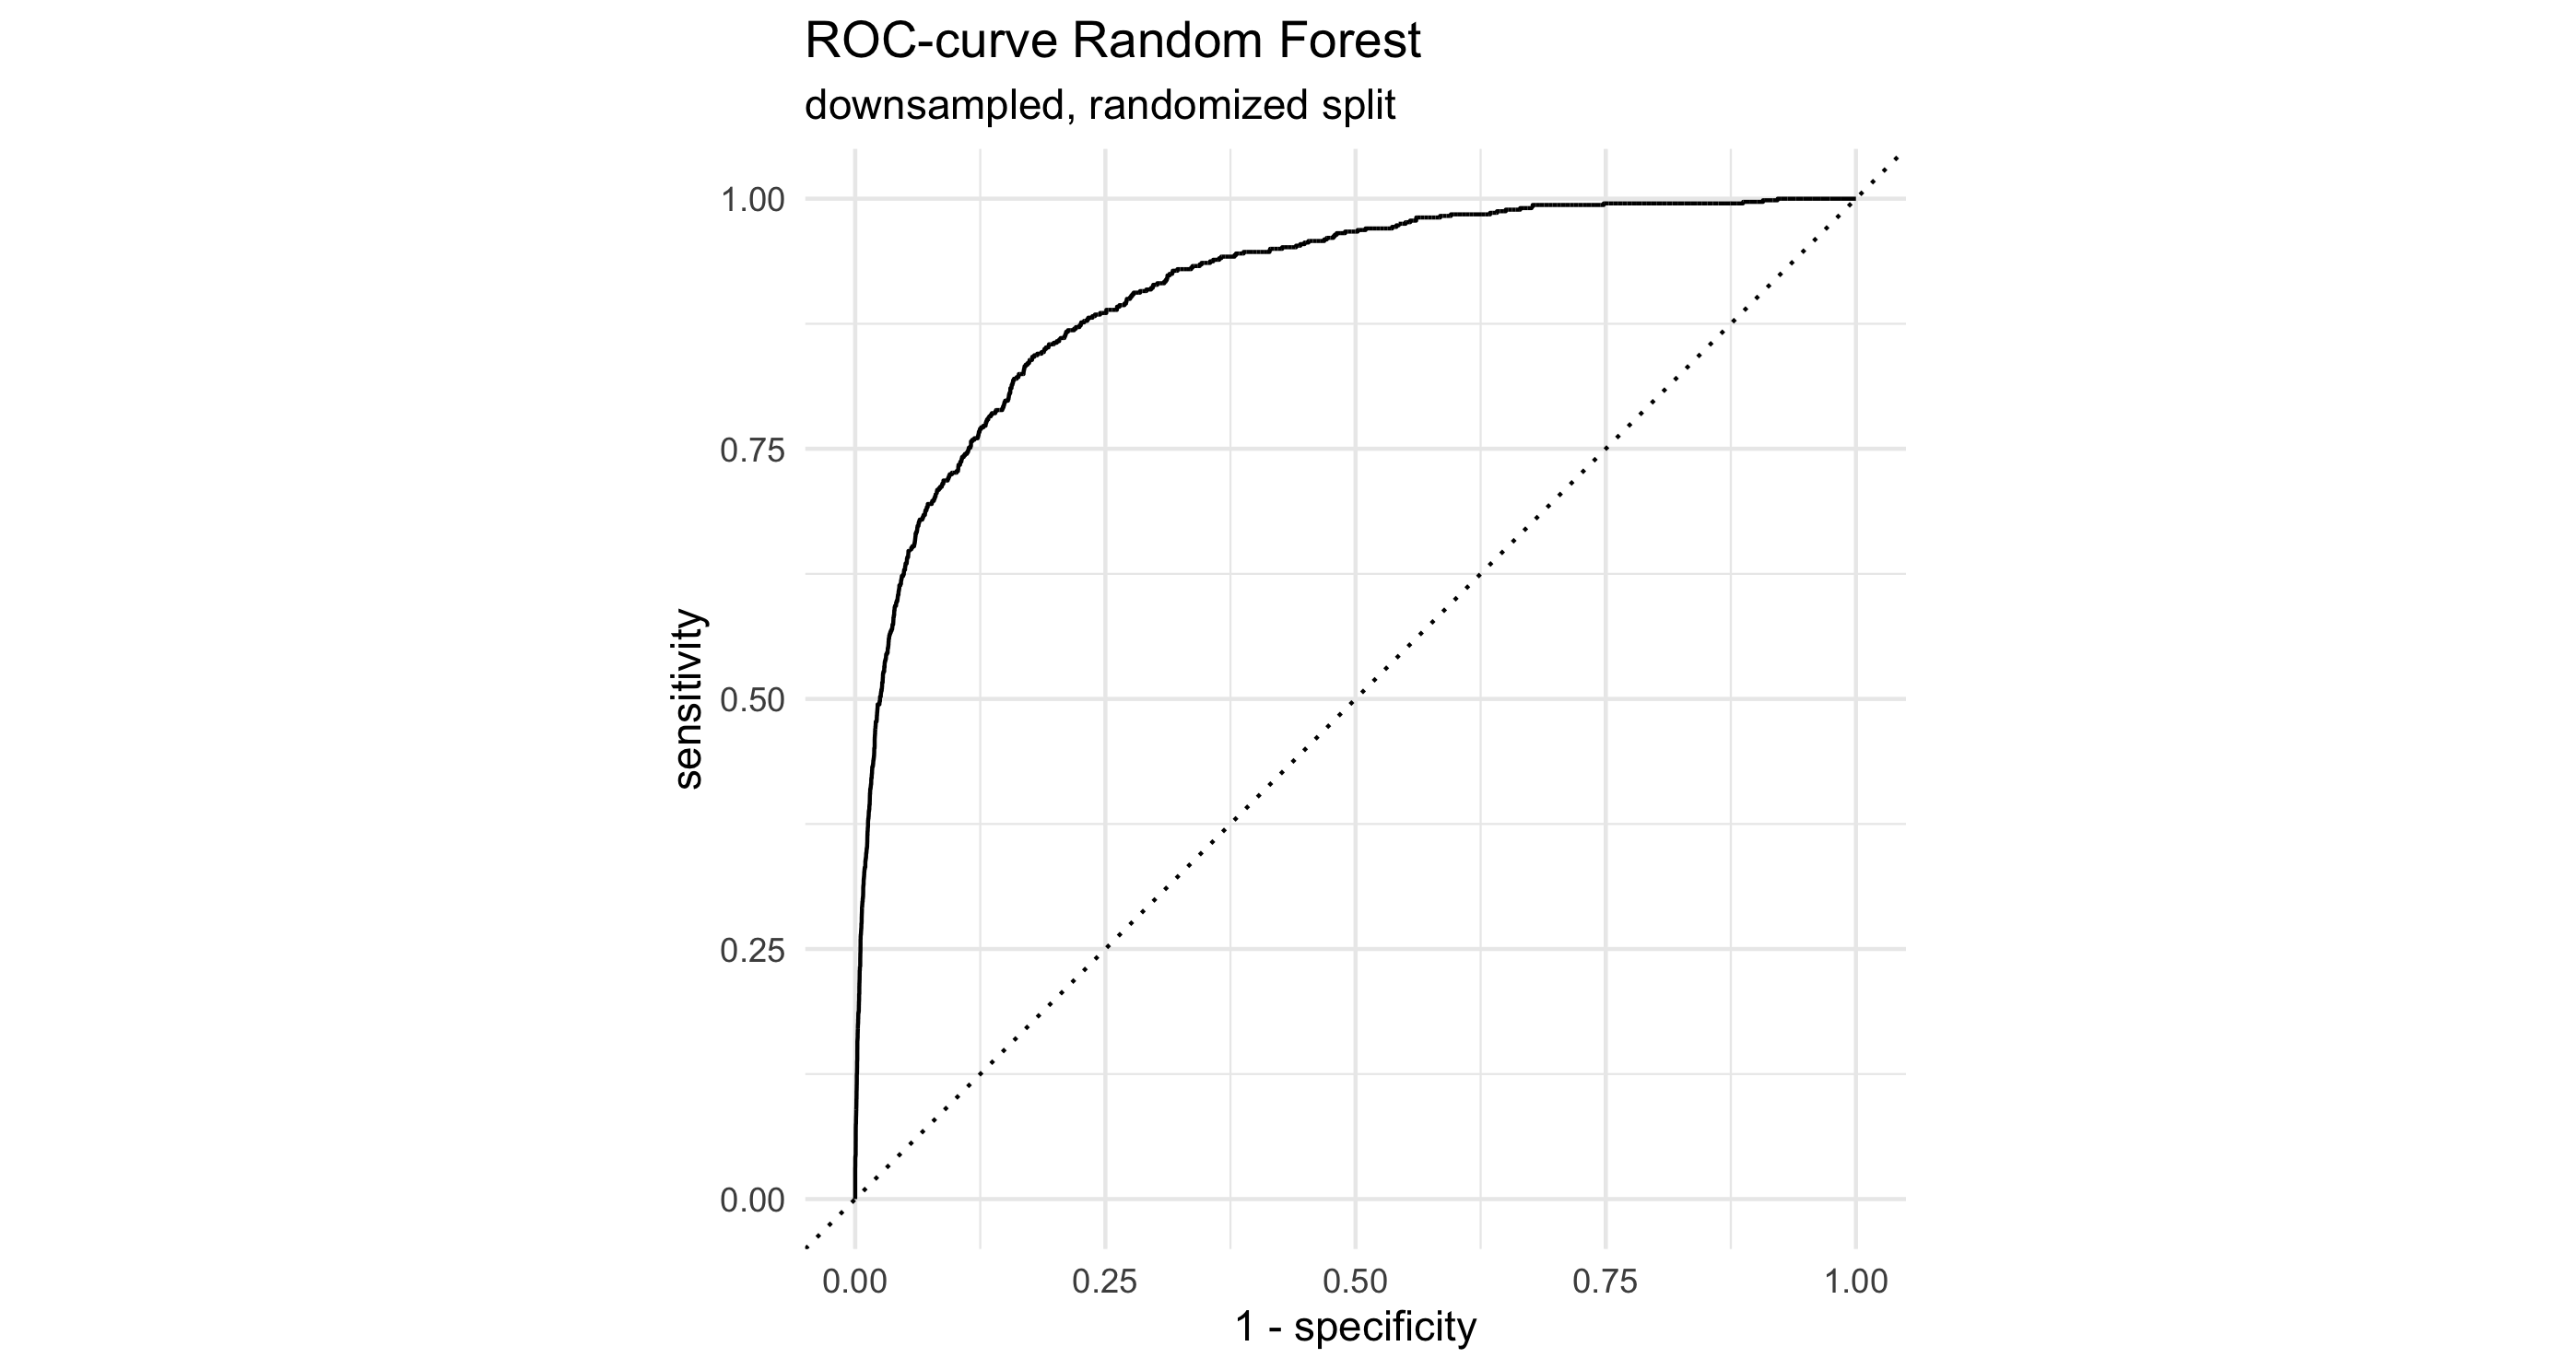 ROC-curve Random Forest
downsampled, randomized split
1.00
0.75
0.50
0.25
0.00
sensitivity
0.00 0.25 0.50 0.75 1.00
1 - specificity